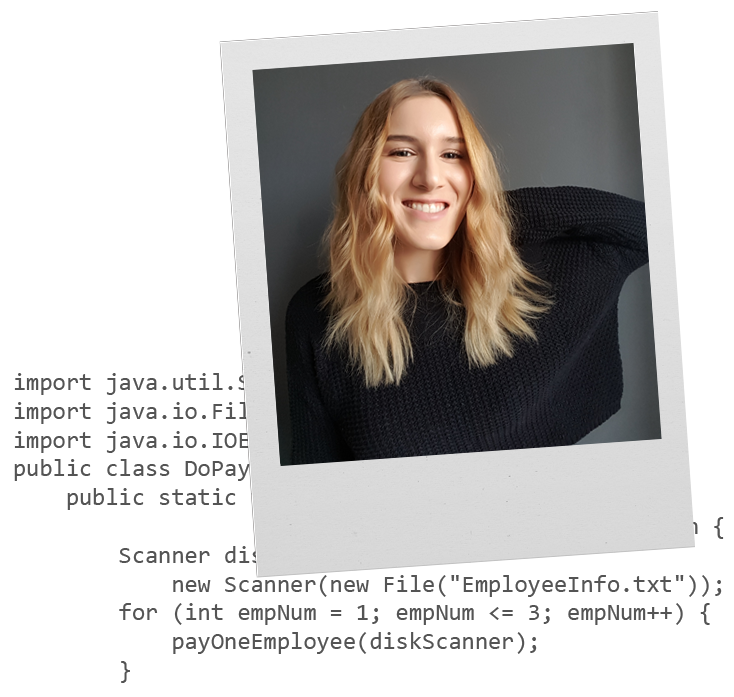 import java.util.S
import java.io.Fil
import java.io.IOE
public class DoPay
public static
{
Scanner dis
new Scanner(new File("EmployeeInfo.txt"));
for (int empNum = 1; empNum <= 3; empNum++) {
payOneEmployee(diskScanner);
}